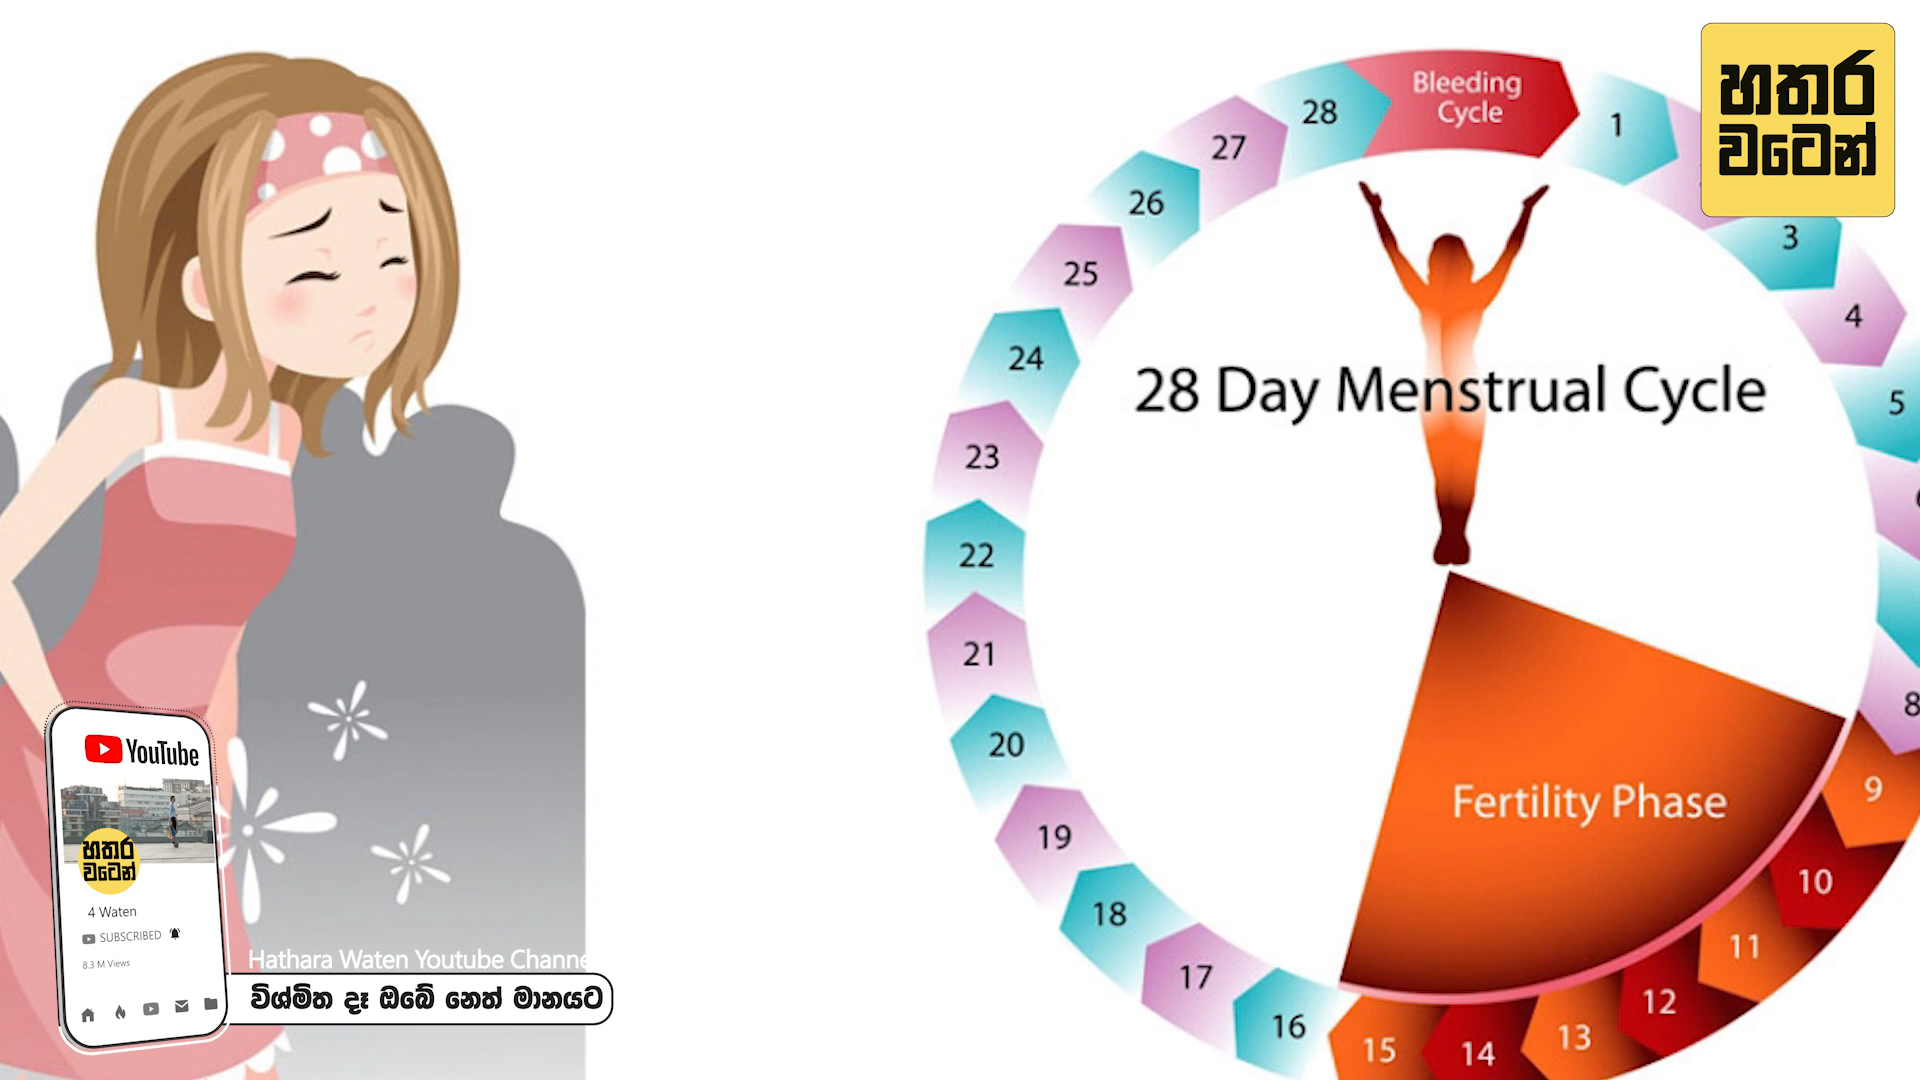 Bleeding
Cycle
1
3
4
5
8
9
10
11
12
13
14
15
16
17
18
19
20
21
22
23
24
25
26
27
28
28 Day Menstrual Cycle
Fertility Phase
හතර
වටෙන්
YouTube
හතර
වටෙන්
4 Waten
SUBSCRIBED
8.3 M Views
Hathara Waten Youtube Channe
විශ්මිත දෑ ඔබේ නෙත් මානයට